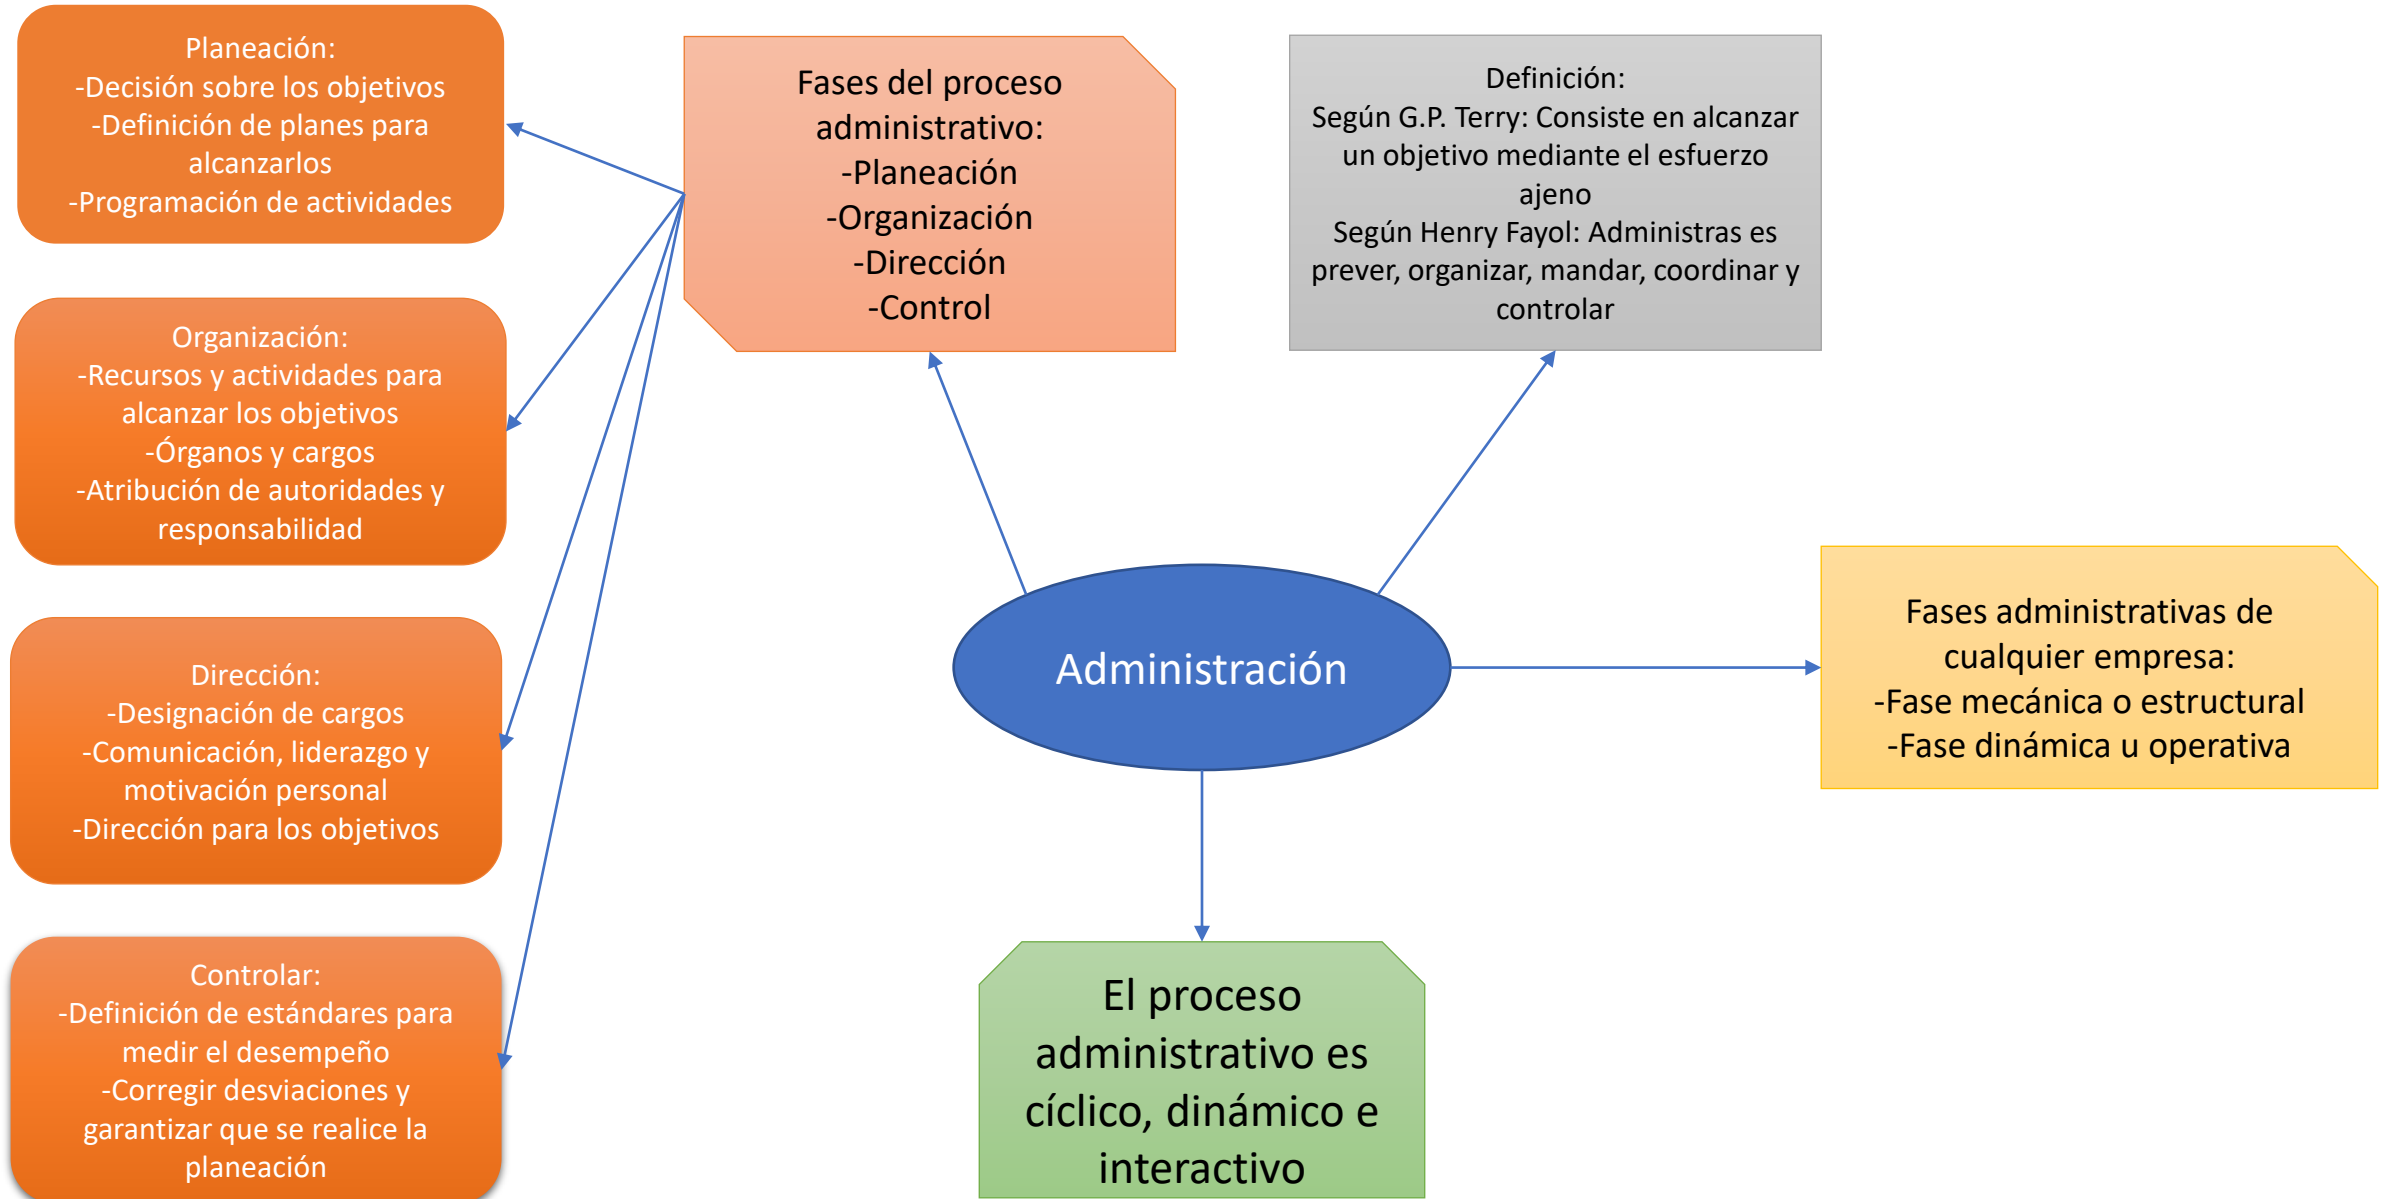 Planeación:
-Decisión sobre los objetivos
-Definición de planes para
alcanzarlos
-Programación de actividades
Organización:
-Recursos y actividades para
alcanzar los objetivos
-Órganos y cargos
-Atribución de autoridades y
responsabilidad
Dirección:
-Designación de cargos
-Comunicación, liderazgo y
motivación personal
-Dirección para los objetivos
Controlar:
-Definición de estándares para
medir el desempeño
-Corregir desviaciones y
garantizar que se realice la
planeación
Fases del proceso
administrativo:
-Planeación
-Organización
-Dirección
-Control
Definición:
Según G.P. Terry: Consiste en alcanzar
un objetivo mediante el esfuerzo
ajeno
Según Henry Fayol: Administras es
prever, organizar, mandar, coordinar y
controlar
Administración
Fases administrativas de
cualquier empresa:
-Fase mecánica o estructural
-Fase dinámica u operativa
El proceso
administrativo es
cíclico, dinámico e
interactivo